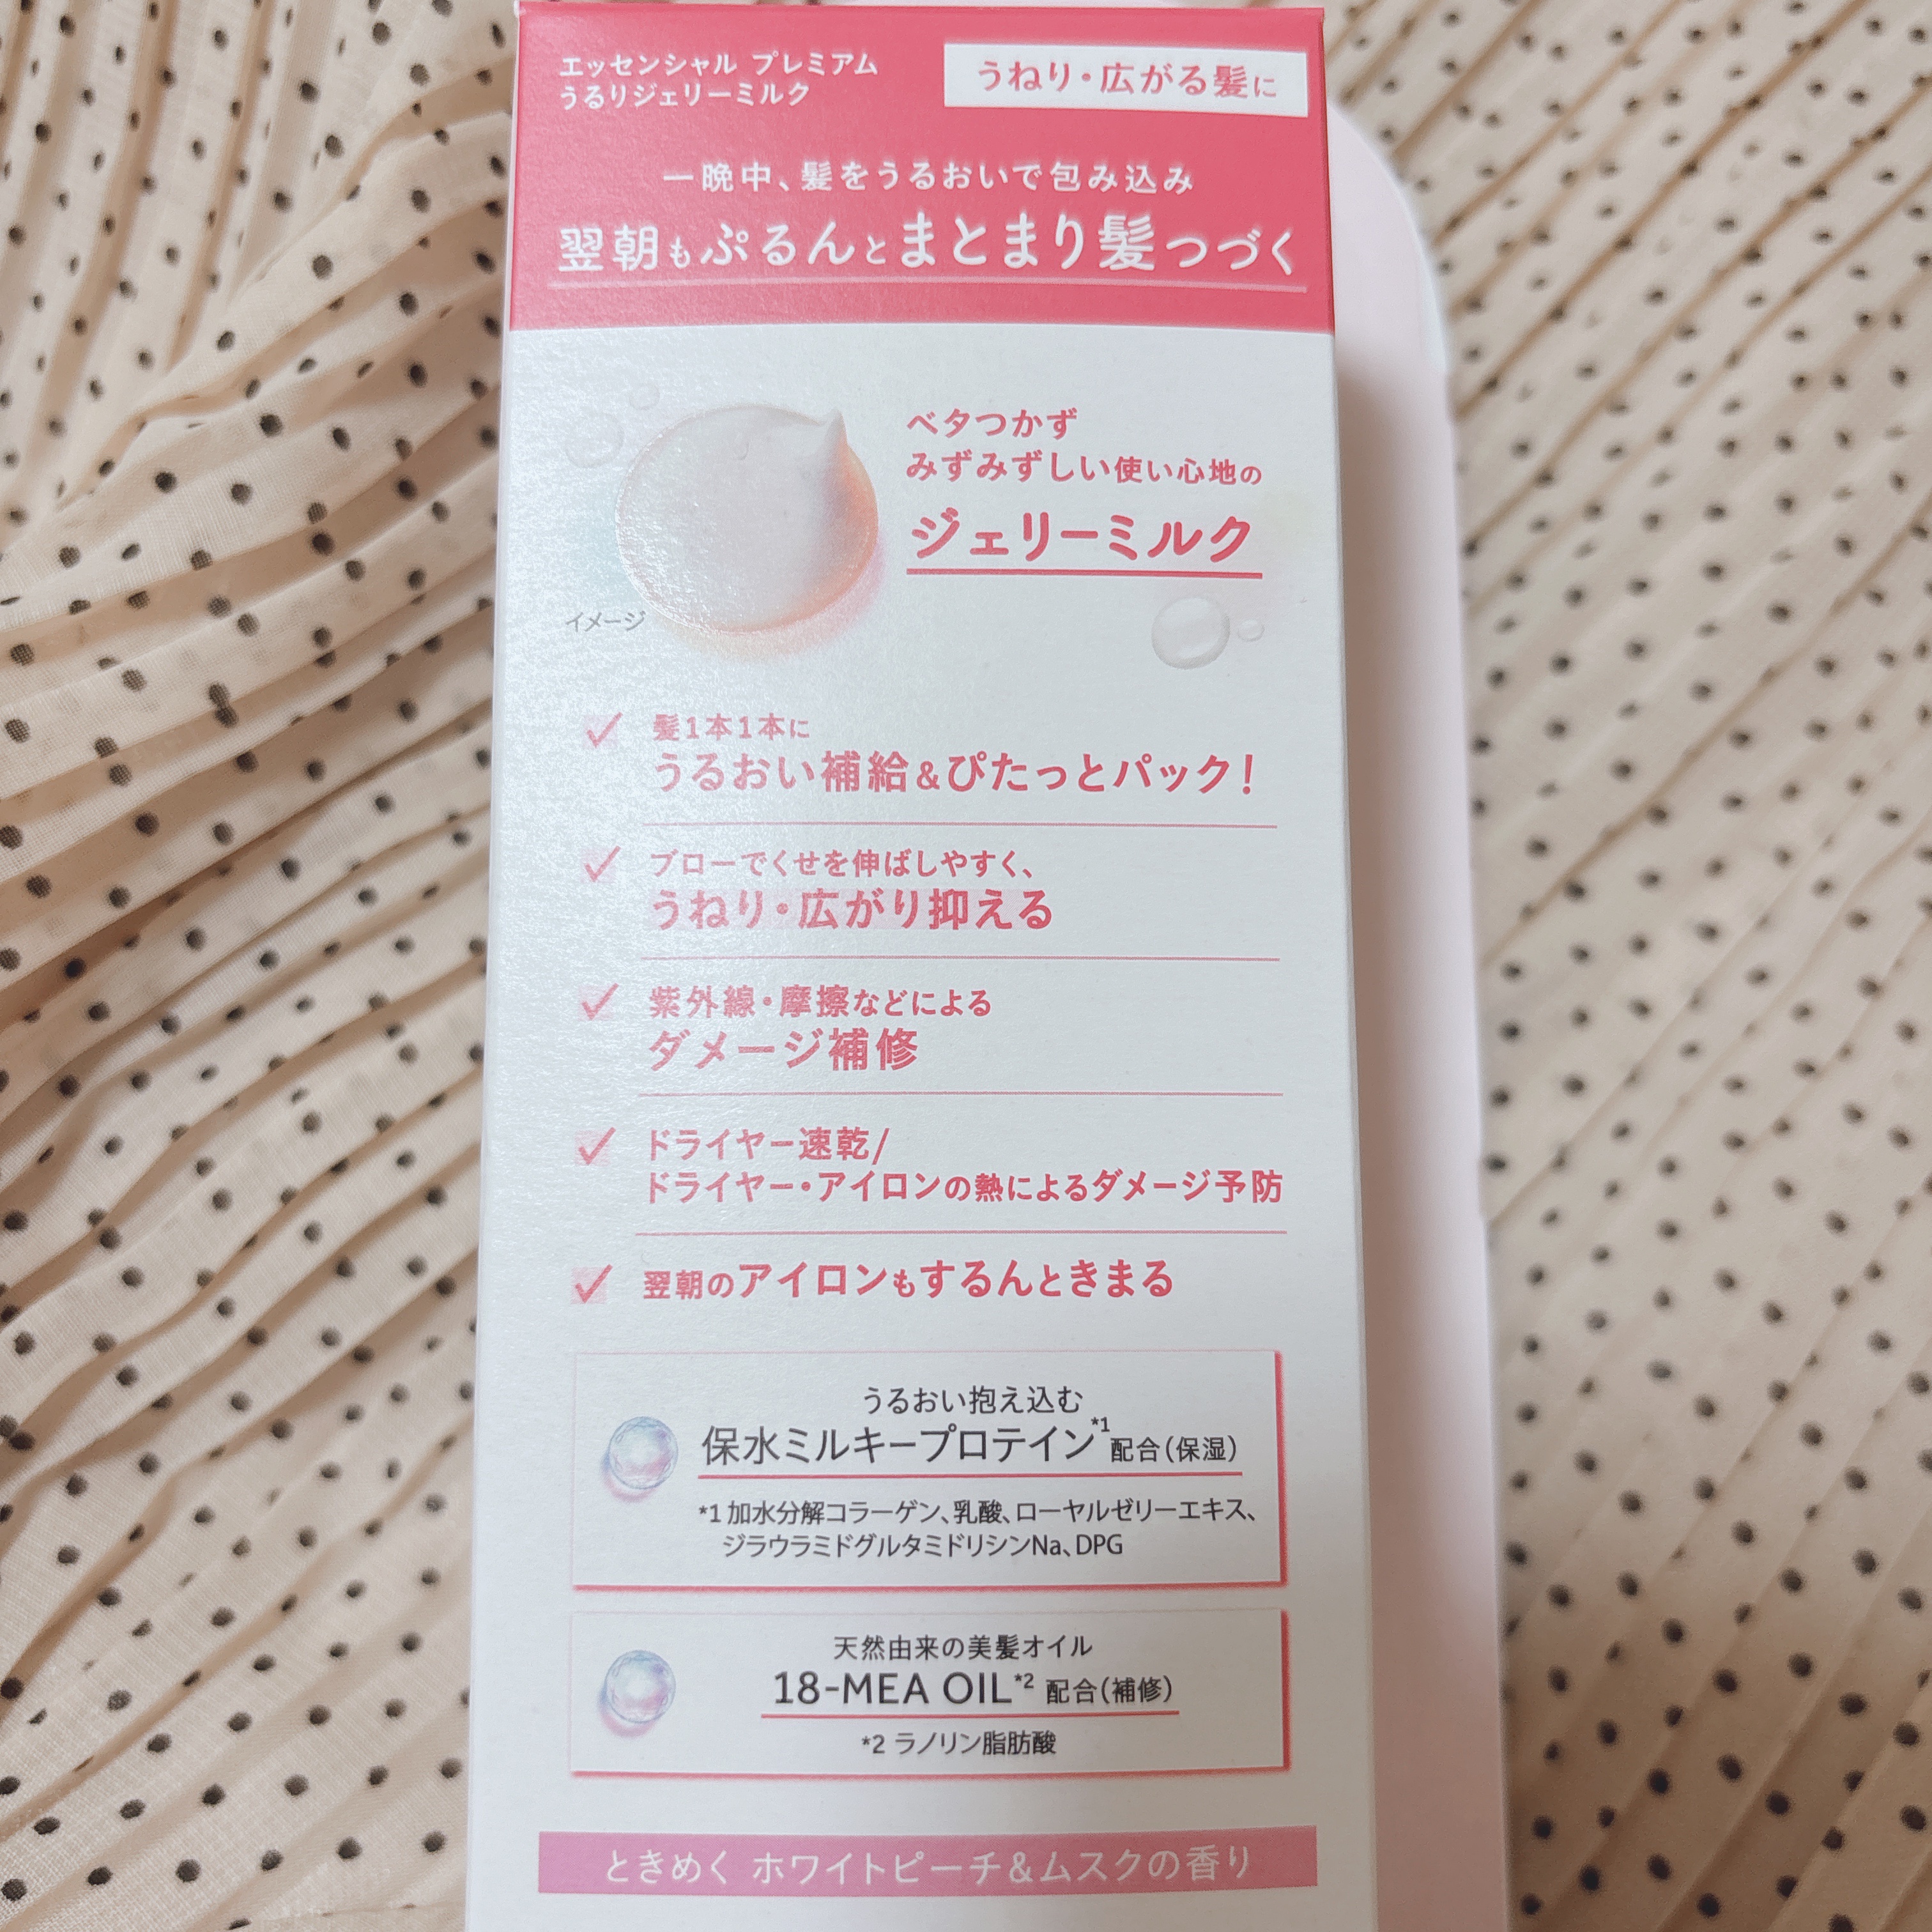 エッセンシャル プレミアム
うるりジェリーミルク
うねり・広がる髪に
一晩中、髪をうるおいで包み込み
翌朝もぷるんとまとまり髪つづく
ベタつかず
みずみずしい使い心地の
ジェリーミルク
イメージ
髪1本1本に
うるおい補給&ぴたっとパック!
ブローでくせを伸ばしやすく、
うねり・広がり抑える
紫外線・摩擦などによる
ダメージ補修
ドライヤー速乾/
ドライヤー・アイロンの熱によるダメージ予防
翌朝のアイロンもするんときまる
うるおい抱え込む
保水ミルキープロテイン*1配合(保湿)
*1 加水分解コラーゲン、乳酸、ローヤルゼリーエキス、
ジラウラミドグルタミドリシンNa、DPG
天然由来の美髪オイル
18-MEA OIL*2 配合(補修)
*2 ラノリン脂肪酸
ときめく ホワイトピーチ&ムスクの香り